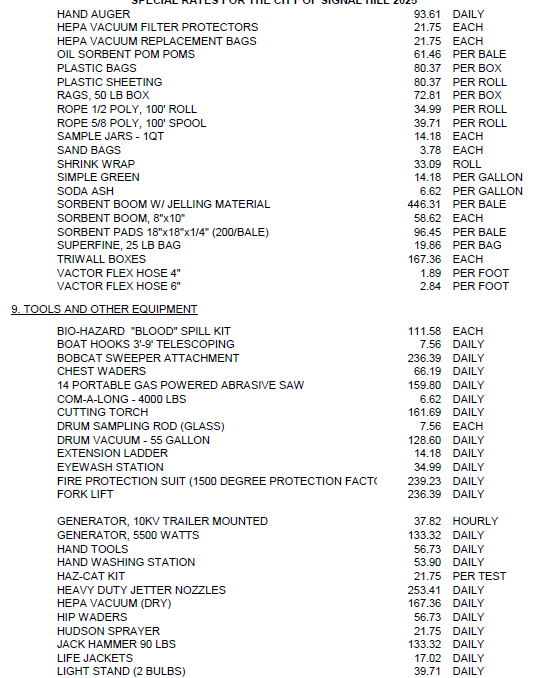 SPECIAL RATES FOR THE CITY OF SIGNAL HILL 2025
HAND AUGER 93.61 DAILY
HEPA VACUUM FILTER PROTECTORS 21.75 EACH
HEPA VACUUM REPLACEMENT BAGS 21.75 EACH
OIL SORBENT POM POMS 61.46 PER BALE
PLASTIC BAGS 80.37 PER BOX
PLASTIC SHEETING 80.37 PER ROLL
RAGS, 50 LB BOX 72.81 PER BOX
ROPE 1/2 POLY, 100' ROLL 34.99 PER ROLL
ROPE 5/8 POLY, 100' SPOOL 39.71 PER ROLL
SAMPLE JARS - 1QT 14.18 EACH
SAND BAGS 3.78 EACH
SHRINK WRAP 33.09 ROLL
SIMPLE GREEN 14.18 PER GALLON
SODA ASH 6.62 PER GALLON
SORBENT BOOM W/ JELLING MATERIAL 446.31 PER BALE
SORBENT BOOM, 8"x10" 58.62 EACH
SORBENT PADS 18"x18"x1/4" (200/BALE) 96.45 PER BALE
SUPERFINE, 25 LB BAG 19.86 PER BAG
TRIWALL BOXES 167.36 EACH
VACTOR FLEX HOSE 4" 1.89 PER FOOT
VACTOR FLEX HOSE 6" 2.84 PER FOOT
9. TOOLS AND OTHER EQUIPMENT
BIO-HAZARD "BLOOD" SPILL KIT 111.58 EACH
BOAT HOOKS 3'-9' TELESCOPING 7.56 DAILY
BOBCAT SWEEPER ATTACHMENT 236.39 DAILY
CHEST WADERS 66.19 DAILY
14 PORTABLE GAS POWERED ABRASIVE SAW 159.80 DAILY
COM-A-LONG - 4000 LBS 6.62 DAILY
CUTTING TORCH 161.69 DAILY
DRUM SAMPLING ROD (GLASS) 7.56 EACH
DRUM VACUUM - 55 GALLON 128.60 DAILY
EXTENSION LADDER 14.18 DAILY
EYEWASH STATION 34.99 DAILY
FIRE PROTECTION SUIT (1500 DEGREE PROTECTION FACT( 239.23 DAILY
FORK LIFT 236.39 DAILY
GENERATOR, 10KV TRAILER MOUNTED 37.82 HOURLY
GENERATOR, 5500 WATTS 133.32 DAILY
HAND TOOLS 56.73 DAILY
HAND WASHING STATION 53.90 DAILY
HAZ-CAT KIT 21.75 PER TEST
HEAVY DUTY JETTER NOZZLES 253.41 DAILY
HEPA VACUUM (DRY) 167.36 DAILY
HIP WADERS 56.73 DAILY
HUDSON SPRAYER 21.75 DAILY
JACK HAMMER 90 LBS 133.32 DAILY
LIFE JACKETS 17.02 DAILY
LIGHT STAND (2 BULBS) 39.71 DAILY